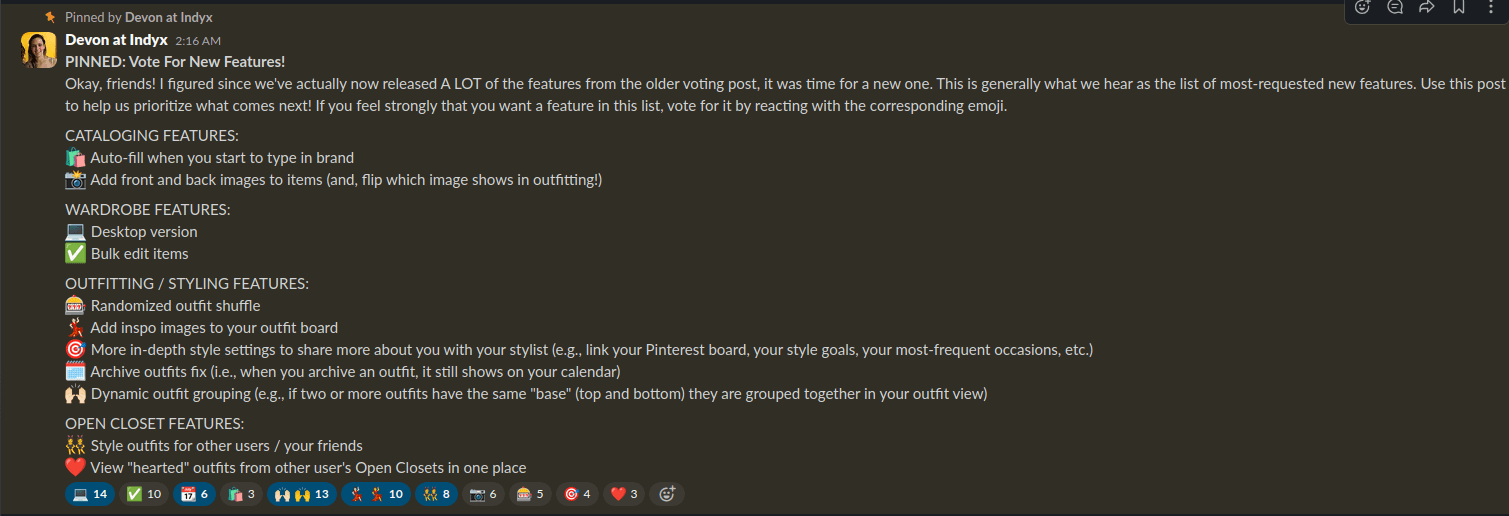 Pinned by Devon at Indyx
Devon at Indyx 2:16 AM
PINNED: Vote For New Features!
Okay, friends! I figured since we've actually now released A LOT of the features from the older voting post, it was time for a new one. This is generally what we hear as the list of most-requested new features. Use this post
to help us prioritize what comes next! If you feel strongly that you want a feature in this list, vote for it by reacting with the corresponding emoji.
CATALOGING FEATURES:
🛍️ Auto-fill when you start to type in brand
📸 Add front and back images to items (and, flip which image shows in outfitting!)
WARDROBE FEATURES:
💻 Desktop version
✅ Bulk edit items
OUTFITTING / STYLING FEATURES:
🎰 Randomized outfit shuffle
💃 Add inspo images to your outfit board
🎯 More in-depth style settings to share more about you with your stylist (e.g., link your Pinterest board, your style goals, your most-frequent occasions, etc.)
🗓️ Archive outfits fix (i.e., when you archive an outfit, it still shows on your calendar)
🙌🏻 Dynamic outfit grouping (e.g., if two or more outfits have the same "base" (top and bottom) they are grouped together in your outfit view)
OPEN CLOSET FEATURES:
👯 Style outfits for other users / your friends
❤️ View "hearted" outfits from other user's Open Closets in one place
💻 14 ✅ 10 📆 6 🛍️ 3 🙌🏻 🙌 13 💃 💃 10 👯 8 📷 6 🎰 5 🎯 4 ❤️ 3